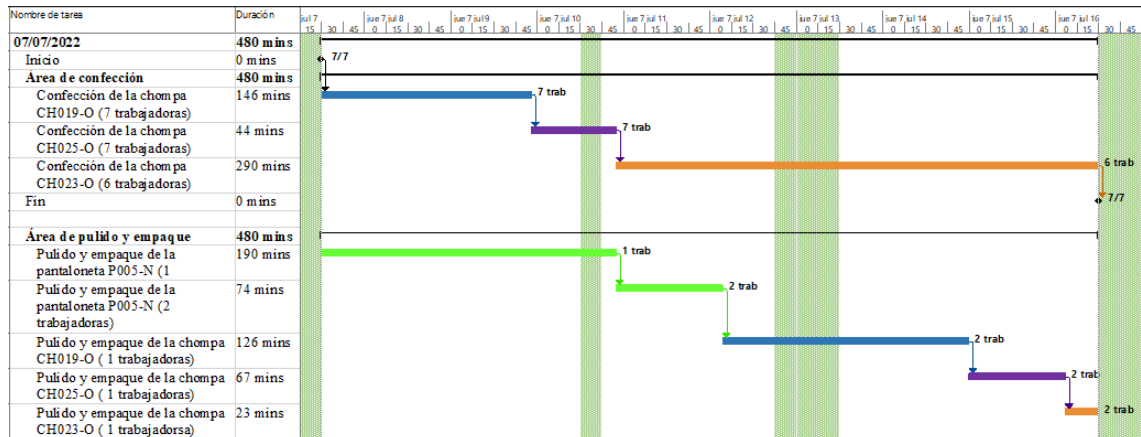 Nombre de tarea Duración jul 7 jue 7 jul 8 jue 7 jul 9 jue 7 jul 10 jue 7 jul 11 jue 7 jul 12 jue 7 jul 13 jue 7 jul 14 jue 7 jul 15 jue 7 jul 16
15 30 45 0 15 30 45 0 15 30 45 0 15 30 45 0 15 30 45 0 15 30 45 0 15 30 45 0 15 30 45 0 15 30 45 0 15 30 45
07/07/2022 480 mins
Inicio 0 mins 7/7
Área de confección 480 mins
Confección de la chompa 146 mins 7 trab
CH019-O (7 trabajadoras)
Confección de la chompa 44 mins 7 trab
CH025-O (7 trabajadoras)
Confección de la chompa 290 mins 6 trab
CH023-O (6 trabajadoras)
Fin 0 mins 7/7
Área de pulido y empaque 480 mins
Pulido y empaque de la 190 mins 1 trab
pantaloneta P005-N (1
Pulido y empaque de la 74 mins 2 trab
pantaloneta P005-N (2
trabajadoras)
Pulido y empaque de la chompa 126 mins 2 trab
CH019-O ( 1 trabajadoras)
Pulido y empaque de la chompa 67 mins 2 trab
CH025-O ( 1 trabajadoras)
Pulido y empaque de la chompa 23 mins 2 trab
CH023-O ( 1 trabajadorsa)